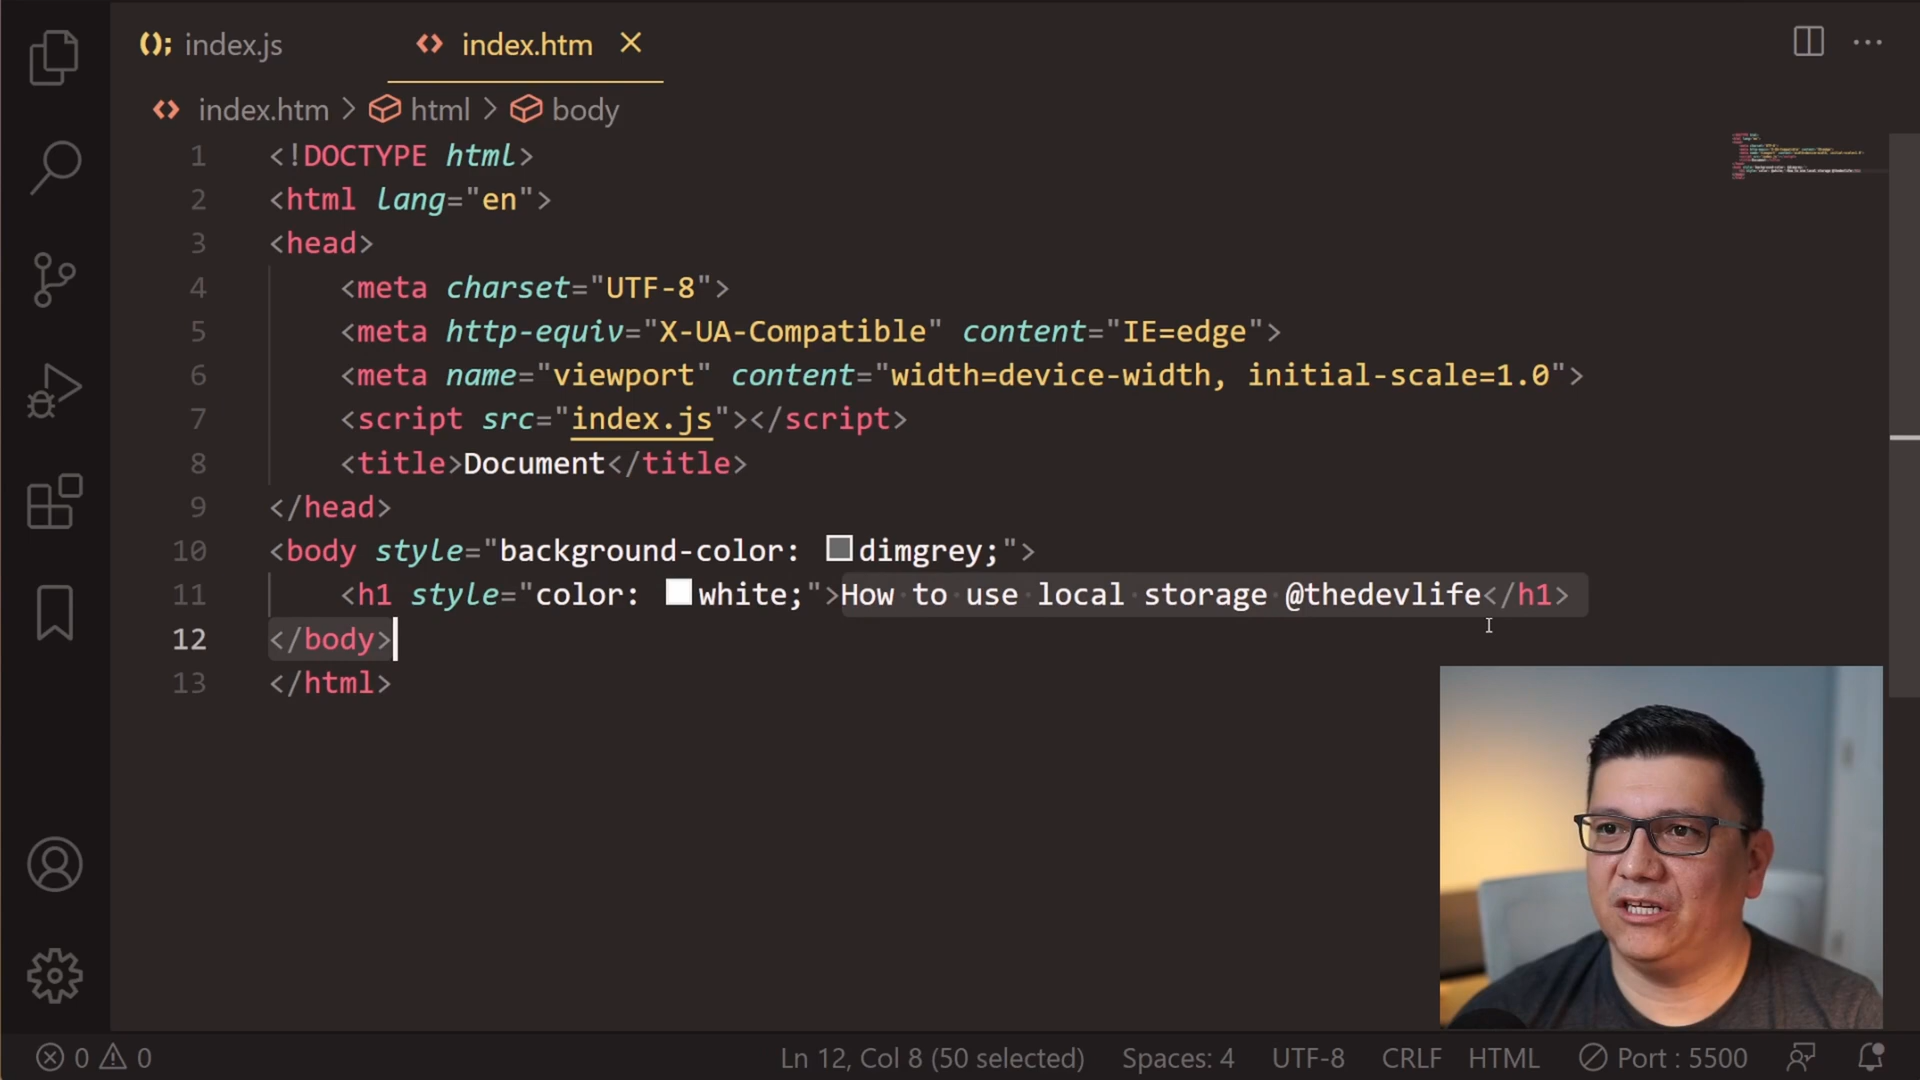 index.js
index.htm
index.htm > html > body
1 <!DOCTYPE html>
2 <html lang="en">
3 <head>
4 <meta charset="UTF-8">
5 <meta http-equiv="X-UA-Compatible" content="IE=edge">
6 <meta name="viewport" content="width=device-width, initial-scale=1.0">
7 <script src="index.js"></script>
8 <title>Document</title>
9 </head>
10 <body style="background-color: dimgrey;">
11 <h1 style="color: white;">How to use local storage @thedevlife</h1>
12 </body>
13 </html>
0 0 Ln 12, Col 8 (50 selected) Spaces: 4 UTF-8 CRLF HTML Port : 5500